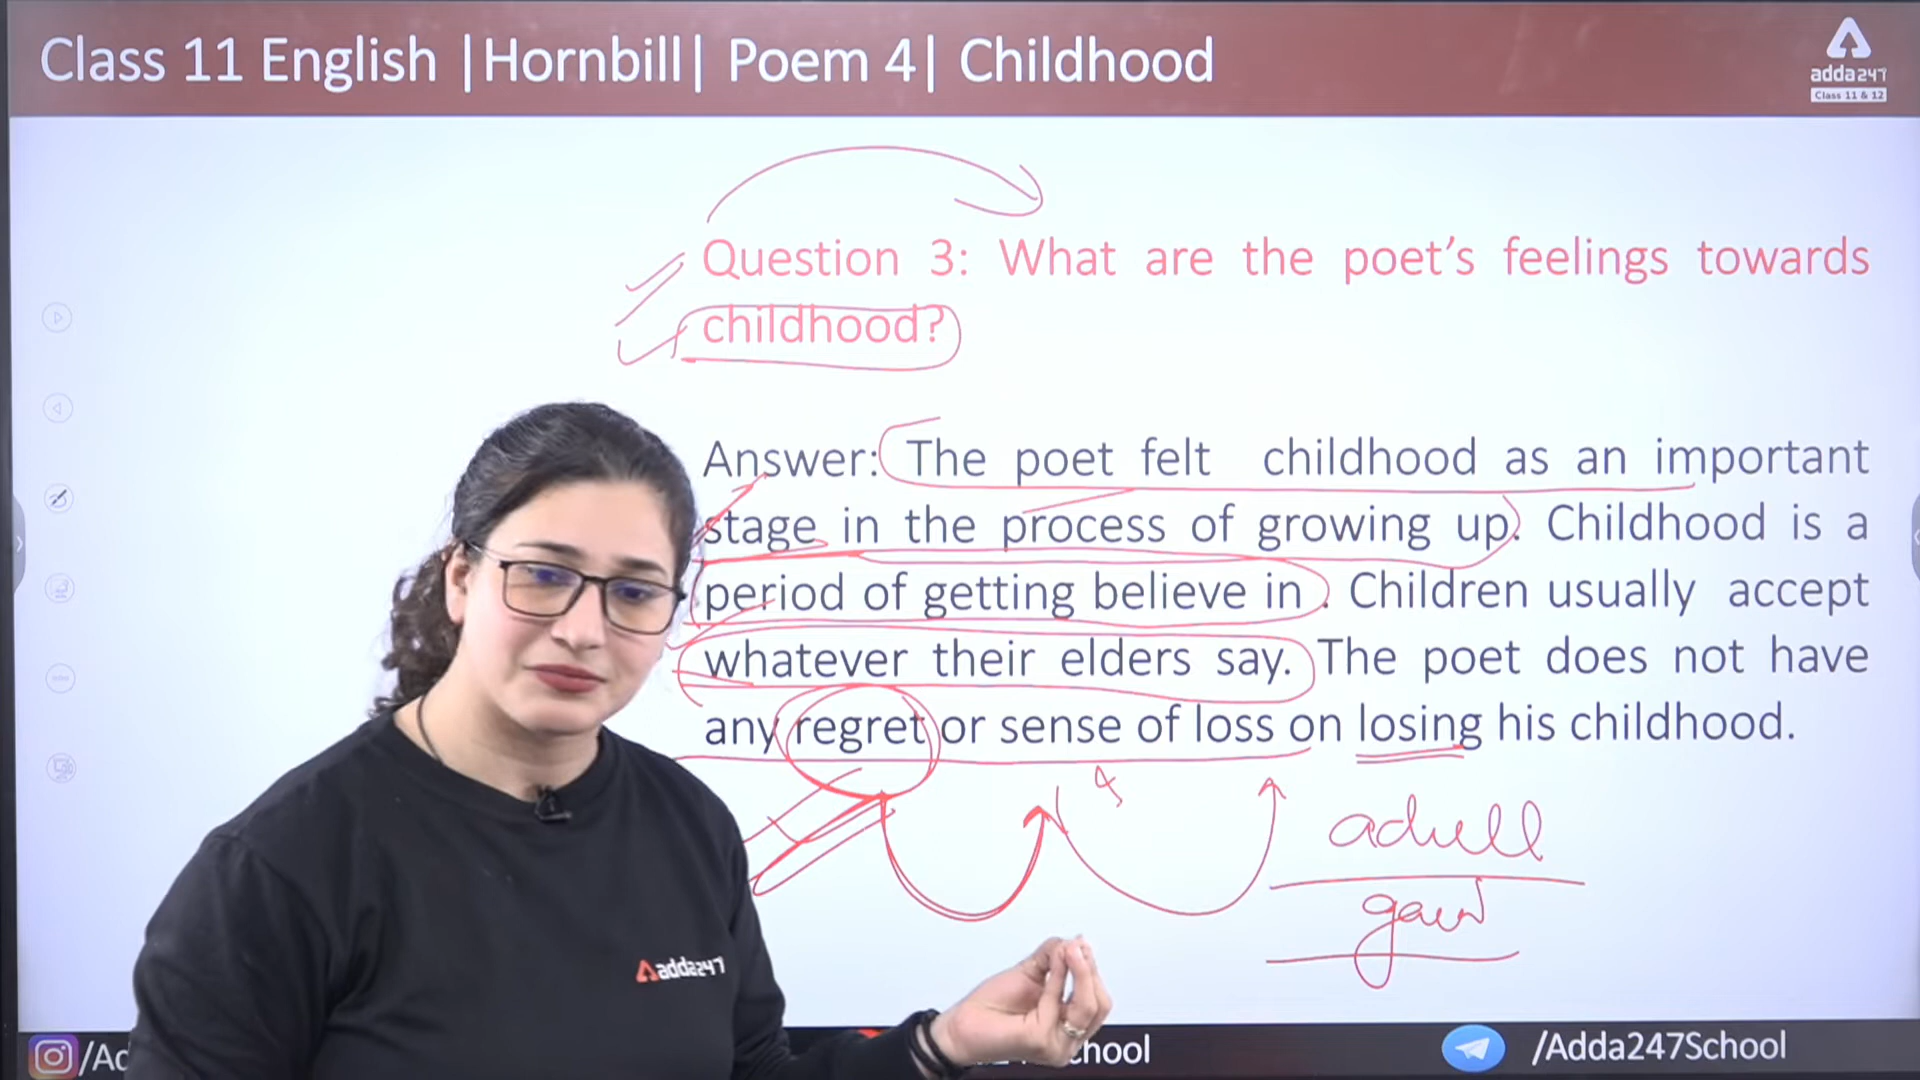 Class 11 English |Hornbill| Poem 4| Childhood
adda247
Class 11 & 12
Question 3: What are the poet's feelings towards
childhood?
Answer: The poet felt childhood as an important
stage in the process of growing up. Childhood is a
period of getting believe in . Children usually accept
whatever their elders say. The poet does not have
any regret or sense of loss on losing his childhood.
adda247
/Adda247School